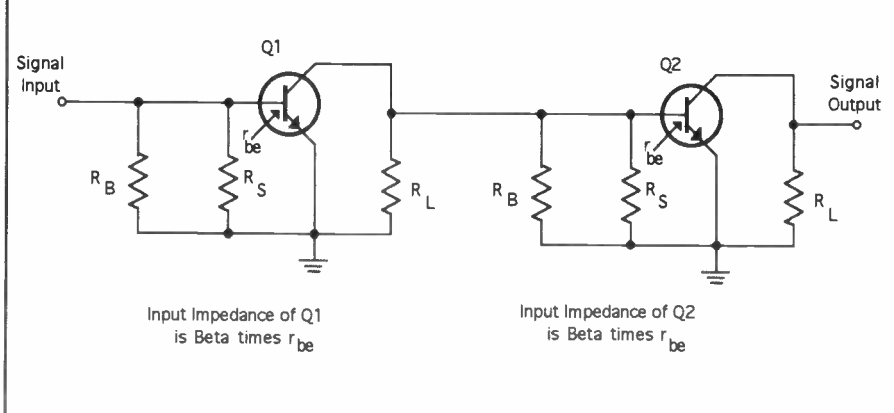 Q1
Signal
Input
r be
R B
R S
R L
Q2
Signal
Output
r be
R B
R S
R L
Input Impedance of Q1
is Beta times r be
Input Impedance of Q2
is Beta times r be